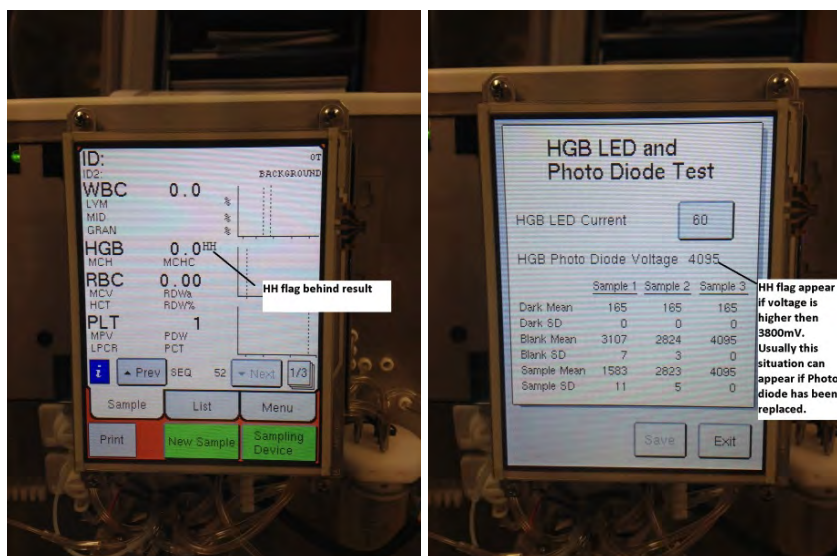 ID:
OT
ID2:
BACKGROUND
WBC 0.0
LYM %
MID %
GRAN %
HGB 0.0 HH
MCH MCHC
RBC 0.00
MCV RDWa
HCT RDW%
PLT 1
MPV PDW
LPCR PCT
i Prev SEQ 52 Next 1/3
Sample List Menu
Print New Sample Sampling Device
HH flag behind result
HGB LED and
Photo Diode Test
HGB LED Current 60
HGB Photo Diode Voltage 4095
Sample 1 Sample 2 Sample 3
Dark Mean 165 165 165
Dark SD 0 0 0
Blank Mean 3107 2824 4095
Blank SD 7 3 0
Sample Mean 1583 2823 4095
Sample SD 11 5 0
Save Exit
HH flag appear
if voltage is
higher then
3800mV.
Usually this
situation can
appear if Photo
diode has been
replaced.